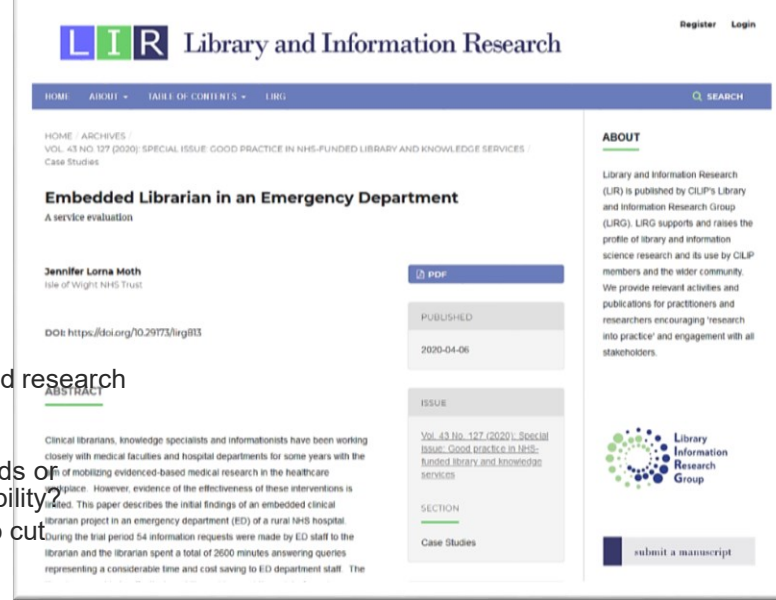 Register Login
LIR Library and Information Research
HOME ABOUT TABLE OF CONTENTS LIRG
SEARCH
HOME / ARCHIVES /
VOL. 43 NO. 127 (2020): SPECIAL ISSUE: GOOD PRACTICE IN NHS-FUNDED LIBRARY AND KNOWLEDGE SERVICES /
Case Studies
Embedded Librarian in an Emergency Department
A service evaluation
Jennifer Lorna Moth
Isle of Wight NHS Trust
DOI: https://doi.org/10.29173/lirg813
d research
ABSTRACT
Clinical librarians, knowledge specialists and informationists have been working
closely with medical faculties and hospital departments for some years with the
ds or
of mobilizing evidenced-based medical research in the healthcare
bility?
However, evidence of the effectiveness of these interventions is
This paper describes the initial findings of an embedded clinical
librarian project in an emergency department (ED) of a rural NHS hospital.
o cut
During the trial period 54 information requests were made by ED staff to the
librarian and the librarian spent a total of 2600 minutes answering queries
representing a considerable time and cost saving to ED department staff. The
PDF
PUBLISHED
2020-04-06
ISSUE
Vol. 43 No. 127 (2020): Special
Issue: Good practice in NHS-
funded library and knowledge
services
SECTION
Case Studies
ABOUT
Library and Information Research
(LIR) is published by CILIP's Library
and Information Research Group
(LIRG). LIRG supports and raises the
profile of library and information
science research and its use by CILIP
members and the wider community.
We provide relevant activities and
publications for practitioners and
researchers encouraging 'research
into practice' and engagement with all
stakeholders.
Library
Information
Research
Group
submit a manuscript